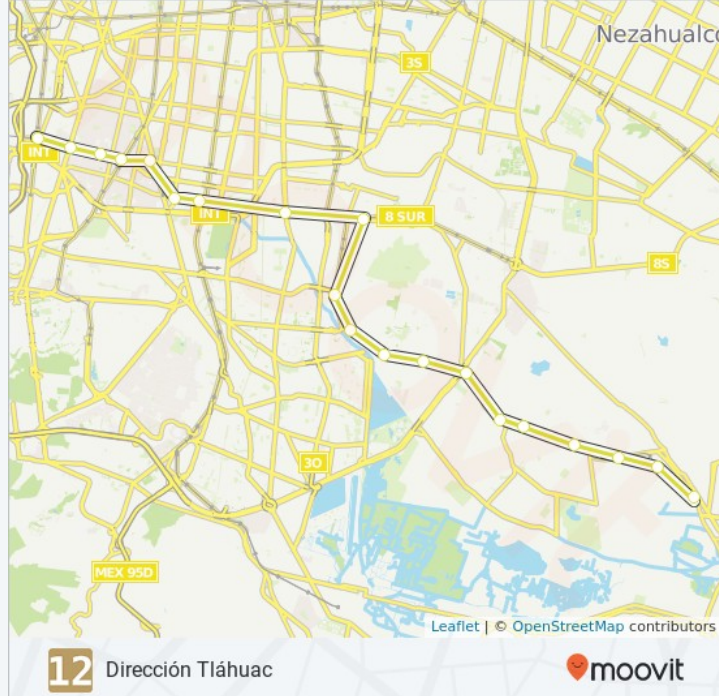 Nezahualco
3S
INT
INT
8 SUR
8S
3O
MEX 95D
Leaflet | © OpenStreetMap contributors
12 Dirección Tláhuac
moovit